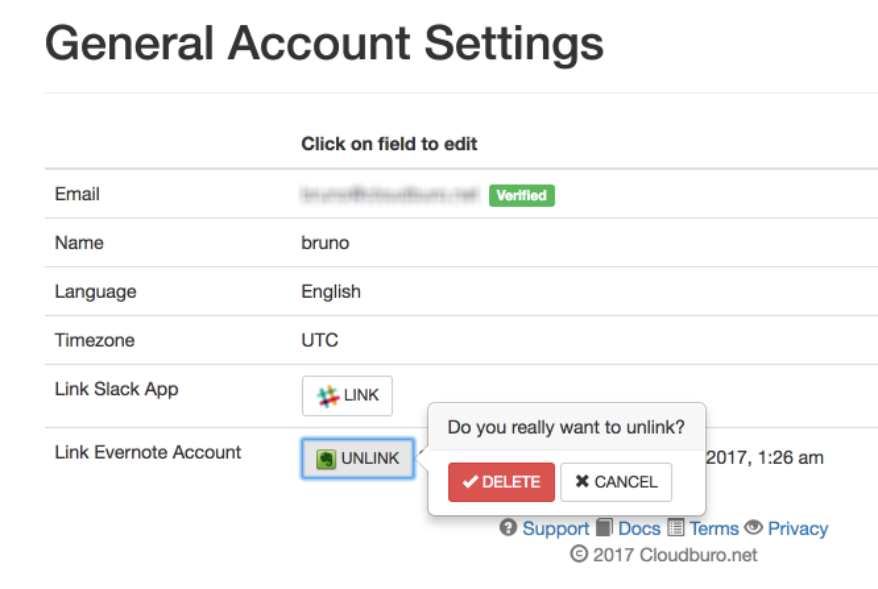 General Account Settings
Click on field to edit
Email Verified
Name bruno
Language English
Timezone UTC
Link Slack App LINK
Do you really want to unlink?
Link Evernote Account UNLINK 2017, 1:26 am
DELETE CANCEL
Support Docs Terms Privacy
© 2017 Cloudburo.net